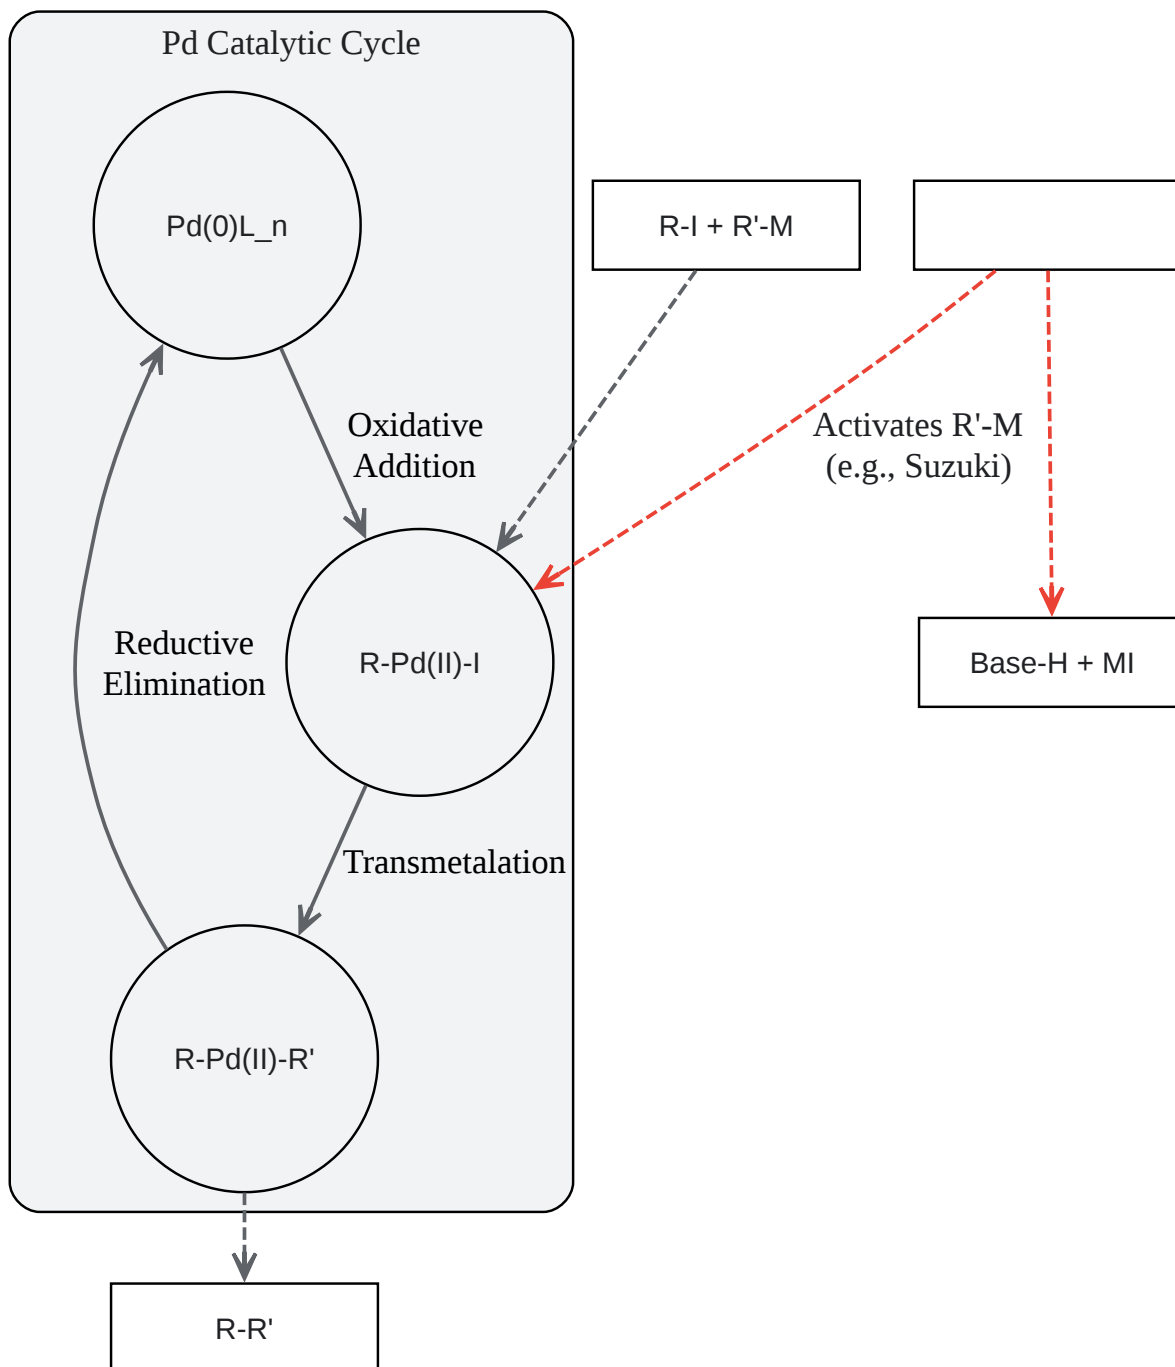 Pd Catalytic Cycle
Pd(0)L_n
R-I + R'-M
Oxidative
Addition
Activates R'-M
(e.g., Suzuki)
Reductive
Elimination
R-Pd(II)-I
Base-H + MI
Transmetalation
R-Pd(II)-R'
R-R'